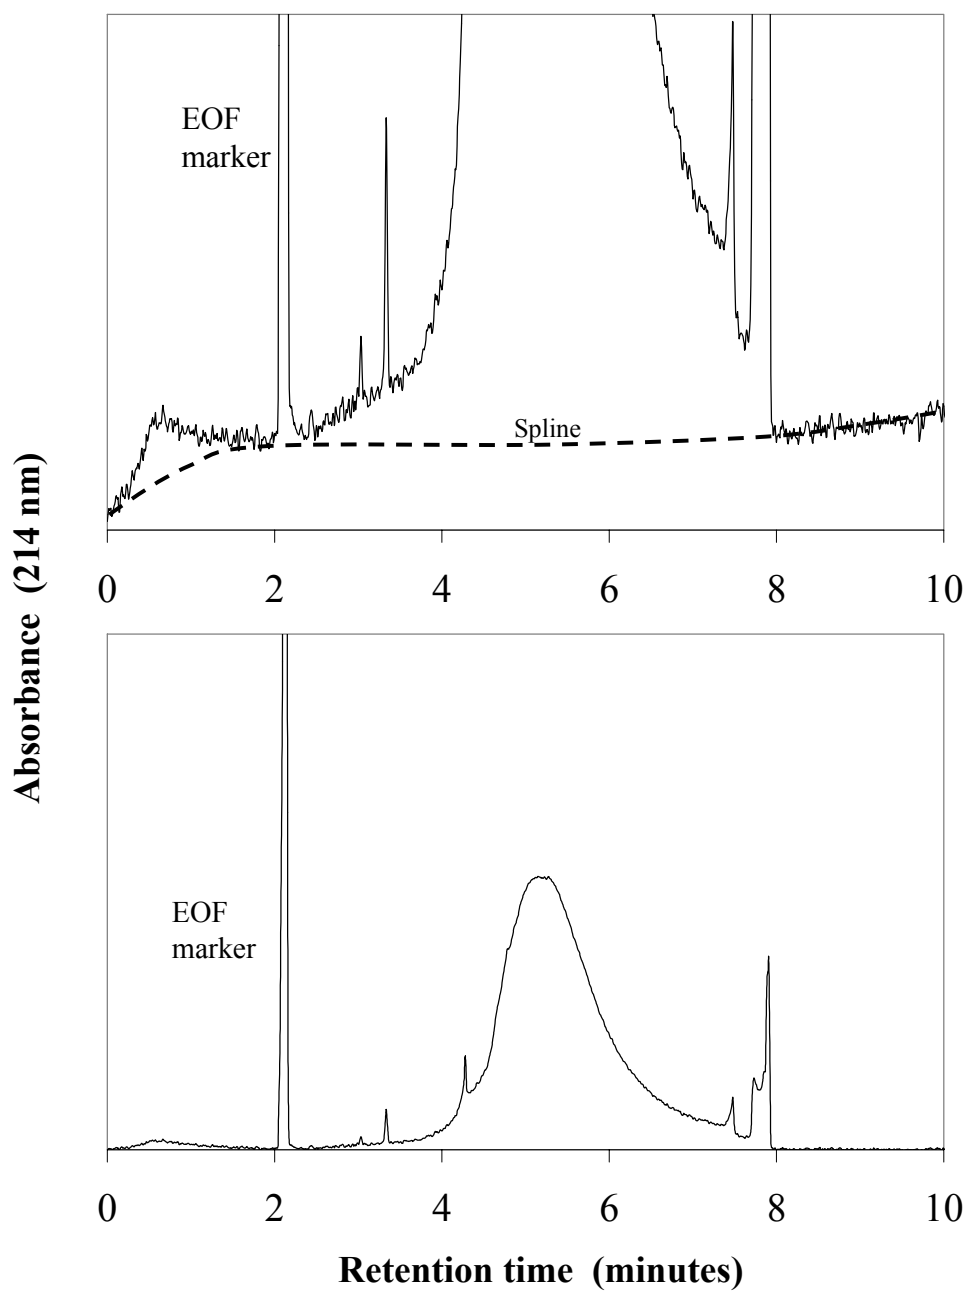 EOF
marker
Spline
0 2 4 6 8 10
Absorbance (214 nm)
EOF
marker
0 2 4 6 8 10
Retention time (minutes)